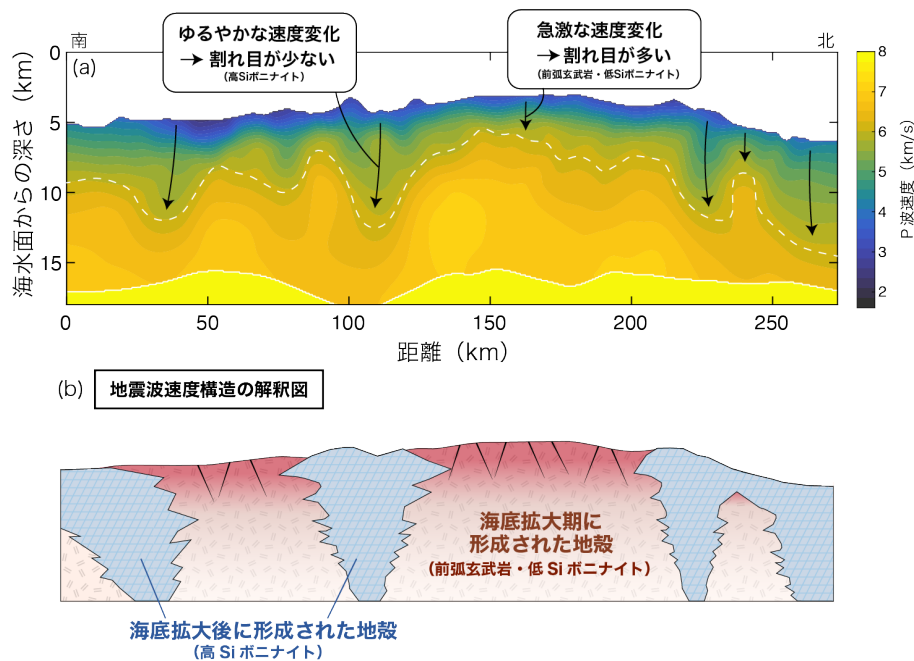 南
北
ゆるやかな速度変化
→ 割れ目が少ない
(高Siボニナイト)
急激な速度変化
→ 割れ目が多い
(前弧玄武岩・低Siボニナイト)
(a)
海水面からの深さ (km)
0
5
10
15
0
50
100
150
200
250
距離 (km)
8
7
6
5
4
3
2
P 波速度 (km/s)
(b)
地震波速度構造の解釈図
海底拡大期に
形成された地殻
(前弧玄武岩・低 Si ボニナイト)
海底拡大後に形成された地殻
(高 Si ボニナイト)